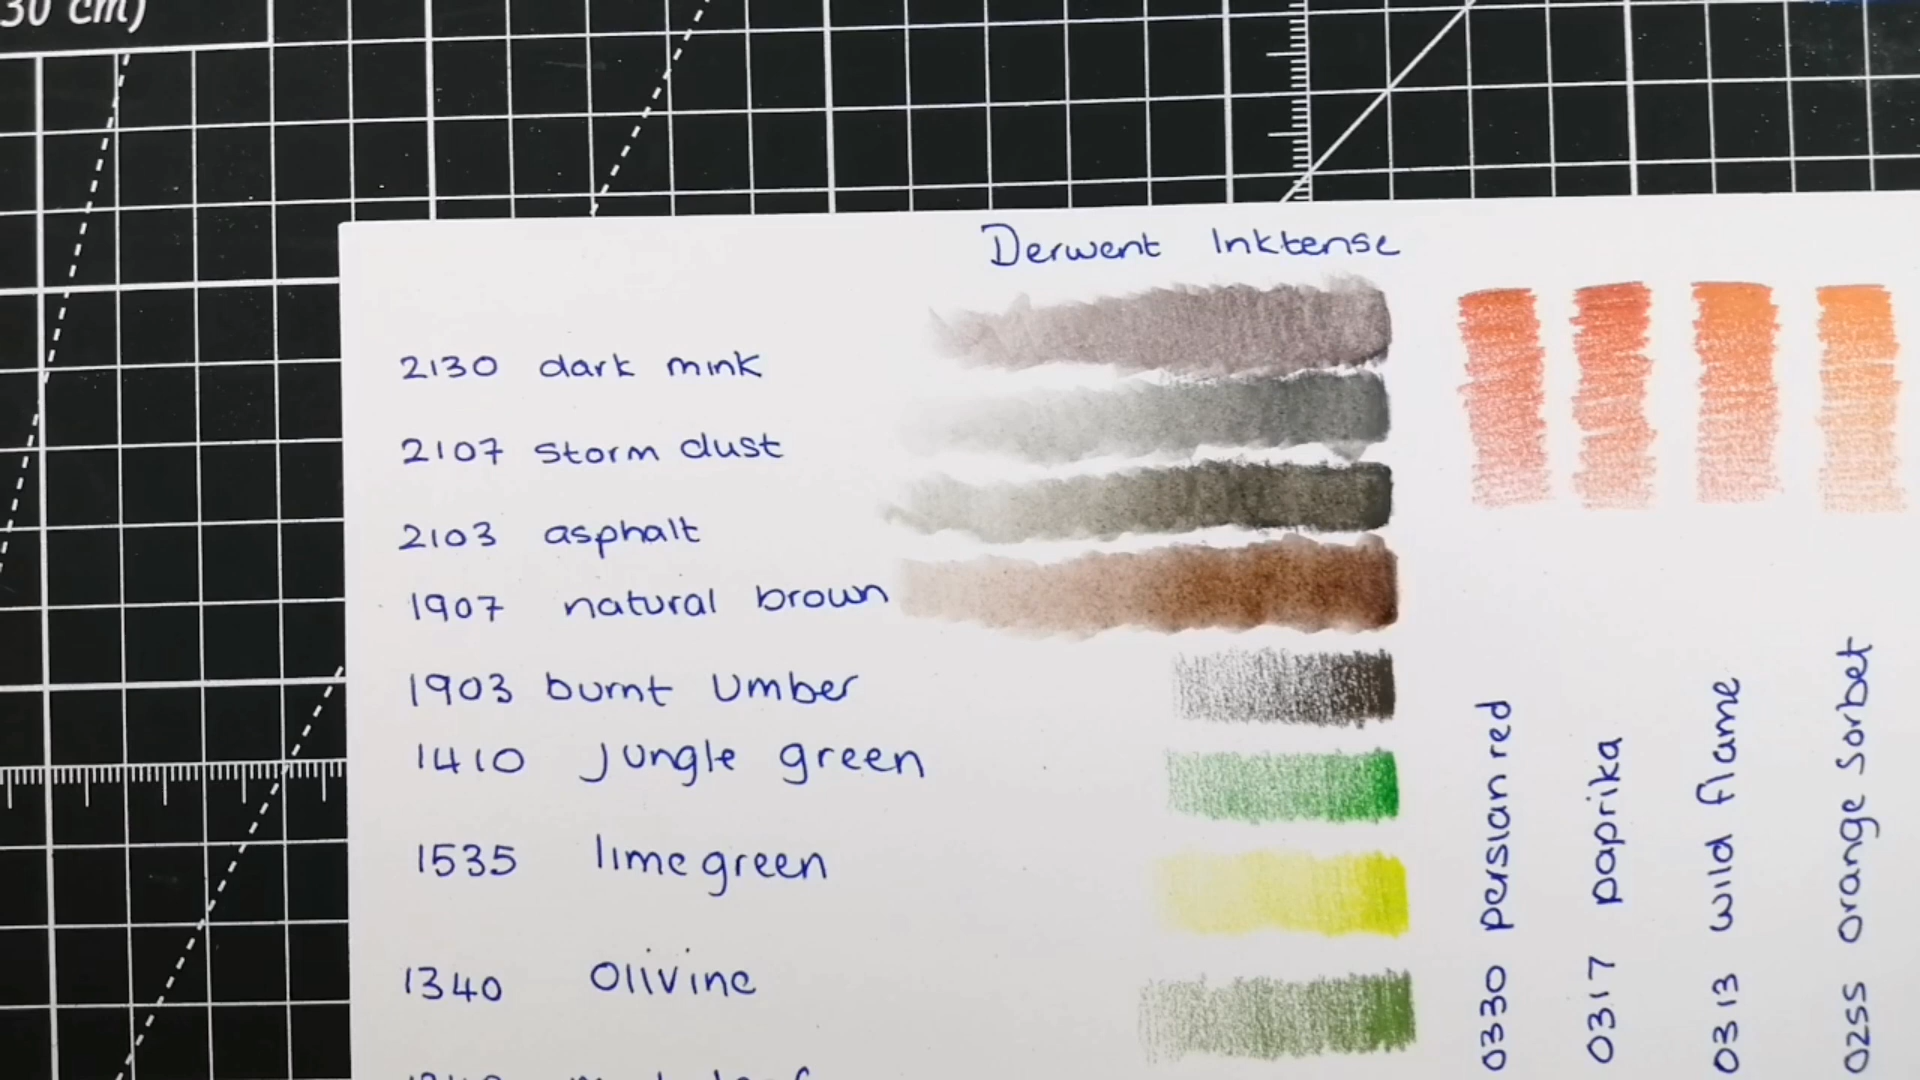 30 cm)
Derwent Inktense
2130 dark mink
2107 storm dust
2103 asphalt
1907 natural brown
1903 burnt umber
1410 Jungle green
1535 lime green
1340 Olivine
0330 persian red
0317 paprika
0313 wild flame
0255 orange sorbet